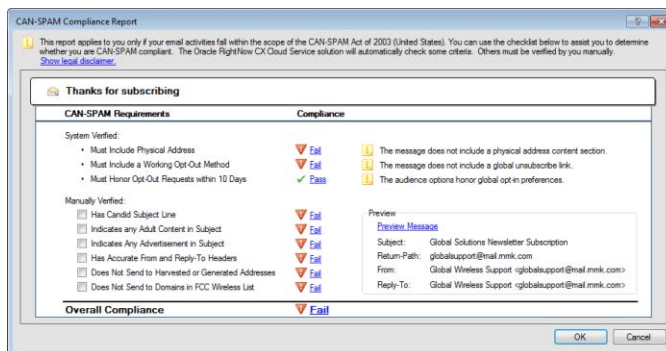 CAN-SPAM Compliance Report
This report applies to you only if your email activities fall within the scope of the CAN-SPAM Act of 2003 (United States). You can use the checklist below to assist you to determine
whether you are CAN-SPAM compliant. The Oracle RightNow CX Cloud Service solution will automatically check some criteria. Others must be verified by you manually.
Show legal disclaimer.
Thanks for subscribing
CAN-SPAM Requirements Compliance
System Verified:
• Must Include Physical Address Fail The message does not include a physical address content section.
• Must Include a Working Opt-Out Method Fail The message does not include a global unsubscribe link.
• Must Honor Opt-Out Requests within 10 Days Pass The audience options honor global opt-in preferences.
Manually Verified:
Has Candid Subject Line Fail
Indicates any Adult Content in Subject Fail
Indicates Any Advertisement in Subject Fail
Has Accurate From and Reply-To Headers Fail
Does Not Send to Harvested or Generated Addresses Fail
Does Not Send to Domains in FCC Wireless List Fail
Preview
Preview Message
Subject: Global Solutions Newsletter Subscription
Return-Path: globalsupport@mail.mmk.com
From: Global Wireless Support <globalsupport@mail.mmk.com>
Reply-To: Global Wireless Support <globalsupport@mail.mmk.com>
Overall Compliance Fail
OK Cancel